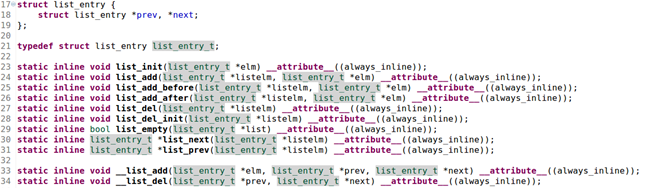 17 struct list_entry {
18     struct list_entry *prev, *next;
19 };
20
21 typedef struct list_entry list_entry_t;
22
23 static inline void list_init(list_entry_t *elm) __attribute__((always_inline));
24 static inline void list_add(list_entry_t *listelm, list_entry_t *elm) __attribute__((always_inline));
25 static inline void list_add_before(list_entry_t *listelm, list_entry_t *elm) __attribute__((always_inline));
26 static inline void list_add_after(list_entry_t *listelm, list_entry_t *elm) __attribute__((always_inline));
27 static inline void list_del(list_entry_t *listelm) __attribute__((always_inline));
28 static inline void list_del_init(list_entry_t *listelm) __attribute__((always_inline));
29 static inline bool list_empty(list_entry_t *list) __attribute__((always_inline));
30 static inline list_entry_t *list_next(list_entry_t *listelm) __attribute__((always_inline));
31 static inline list_entry_t *list_prev(list_entry_t *listelm) __attribute__((always_inline));
32
33 static inline void __list_add(list_entry_t *elm, list_entry_t *prev, list_entry_t *next) __attribute__((always_inline));
34 static inline void __list_del(list_entry_t *prev, list_entry_t *next) __attribute__((always_inline));